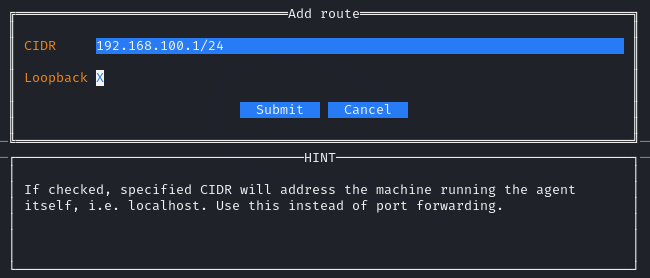 Add route
CIDR 192.168.100.1/24
Loopback X
Submit Cancel
HINT
If checked, specified CIDR will address the machine running the agent
itself, i.e. localhost. Use this instead of port forwarding.